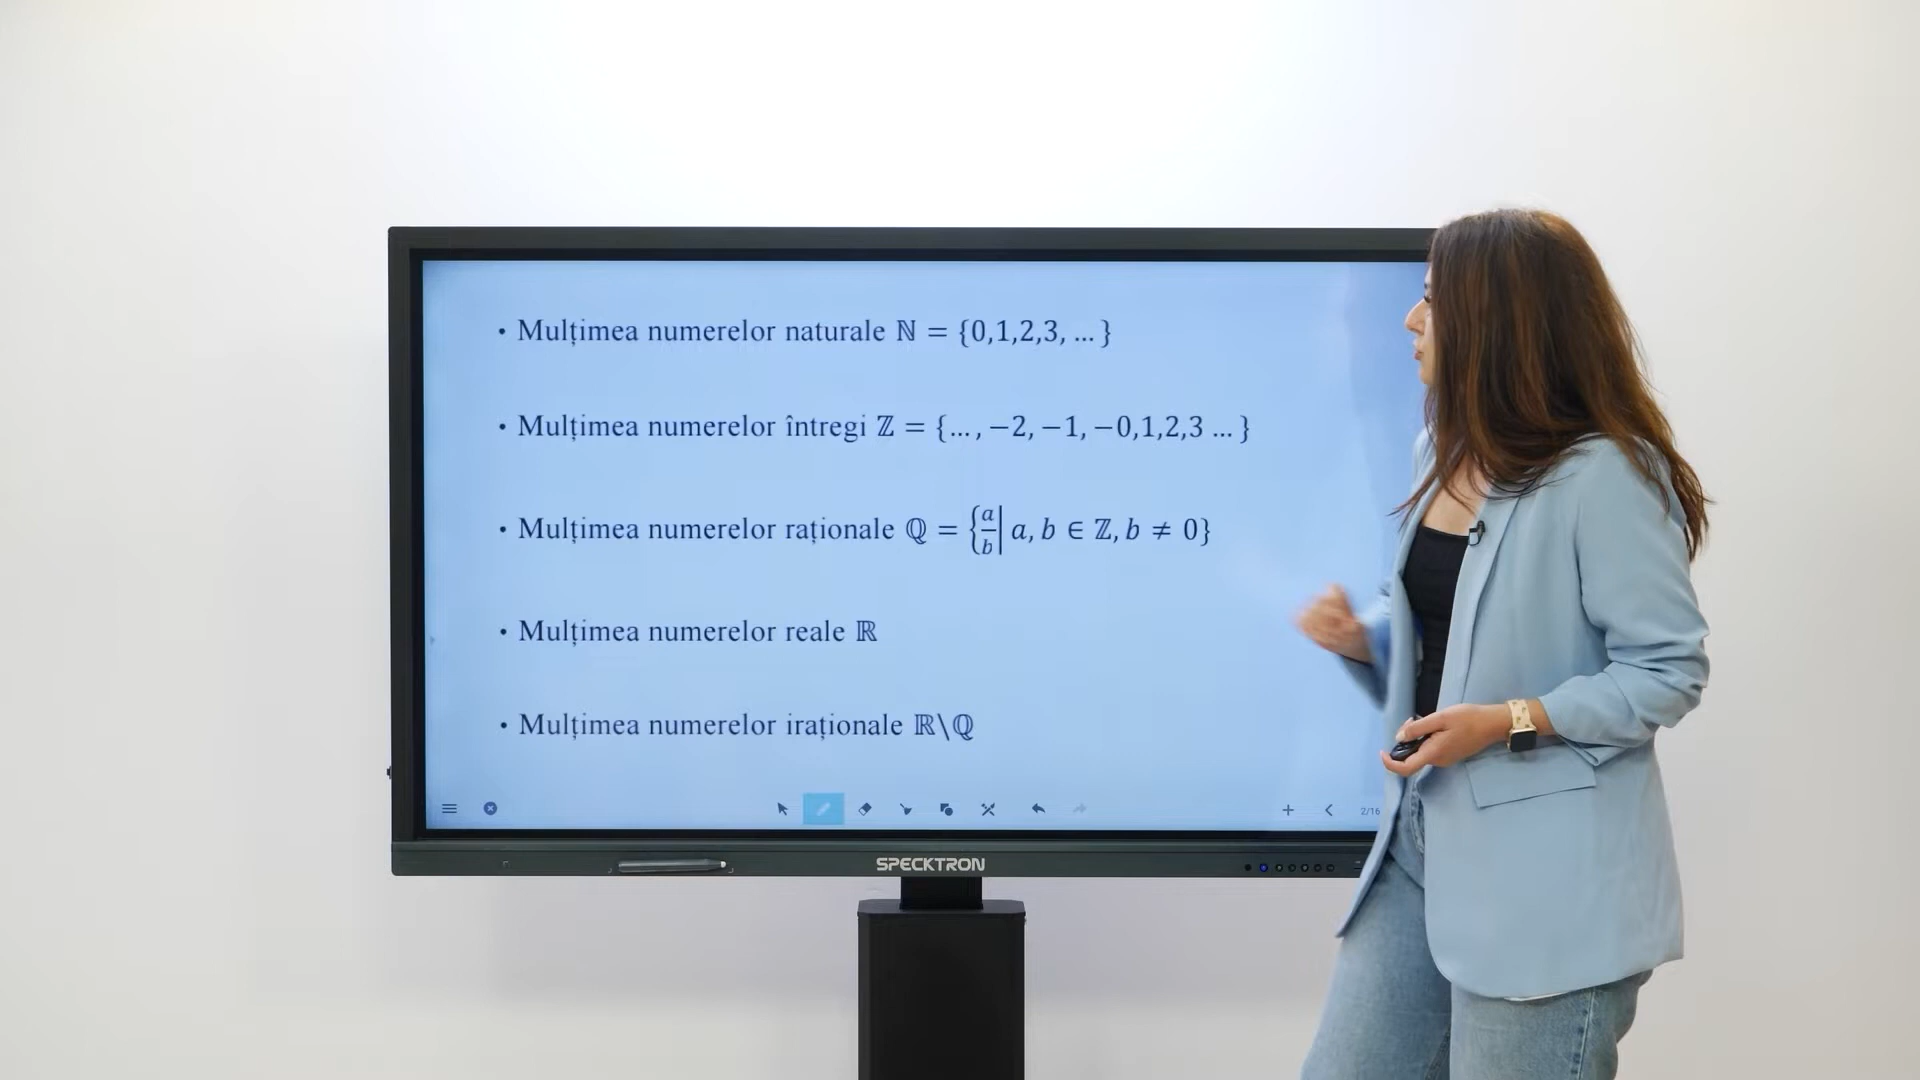 • Mulțimea numerelor naturale ℕ = {0,1,2,3, ... }
• Mulțimea numerelor întregi ℤ = {... , −2, −1, −0,1,2,3 ... }
• Mulțimea numerelor raționale ℚ = {a/b | a, b ∈ ℤ, b ≠ 0}
• Mulțimea numerelor reale ℝ
• Mulțimea numerelor iraționale ℝ\ℚ
2/16
SPECKTRON